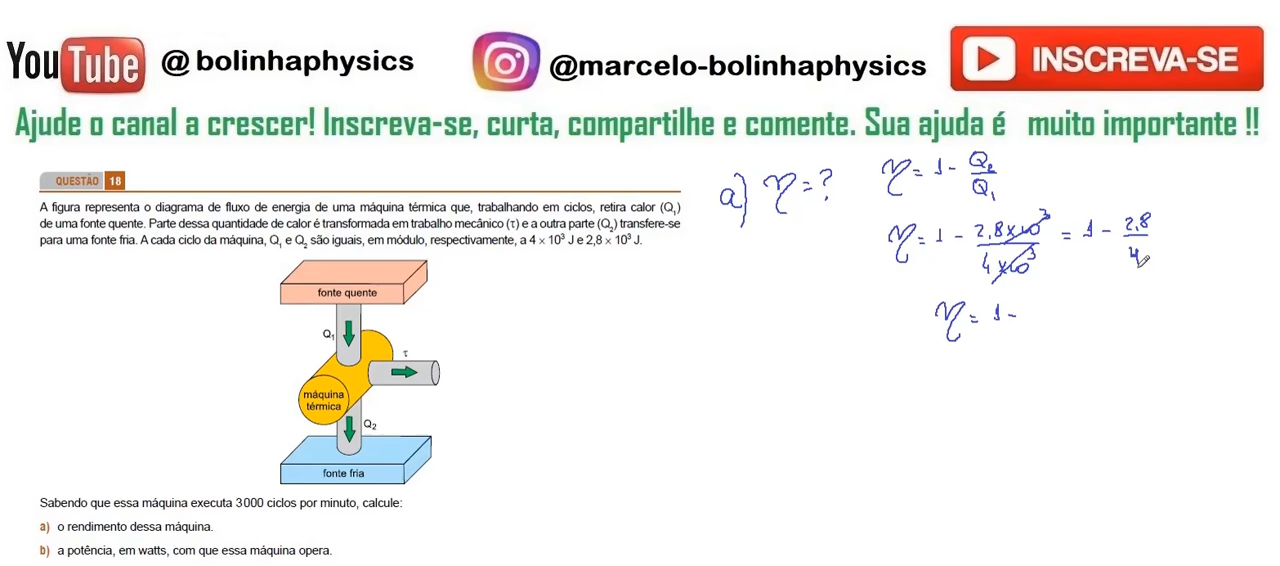 YouTube @bolinhaphysics @marcelo-bolinhaphysics INSCREVA-SE
Ajude o canal a crescer! Inscreva-se, curta, compartilhe e comente. Sua ajuda é muito importante !!
QUESTÃO 18
A figura representa o diagrama de fluxo de energia de uma máquina térmica que, trabalhando em ciclos, retira calor (Q₁)
de uma fonte quente. Parte dessa quantidade de calor é transformada em trabalho mecânico (τ) e a outra parte (Q₂) transfere-se
para uma fonte fria. A cada ciclo da máquina, Q₁ e Q₂ são iguais, em módulo, respectivamente, a 4 × 10³ J e 2,8 × 10³ J.
fonte quente
Q₁
τ
máquina
térmica
Q₂
fonte fria
Sabendo que essa máquina executa 3000 ciclos por minuto, calcule:
a) o rendimento dessa máquina.
b) a potência, em watts, com que essa máquina opera.
a) η = ?
η = 1 - Q₂/Q₁
η = 1 - 2,8×10³/4×10³ = 1 - 2,8/4
η = 1 -